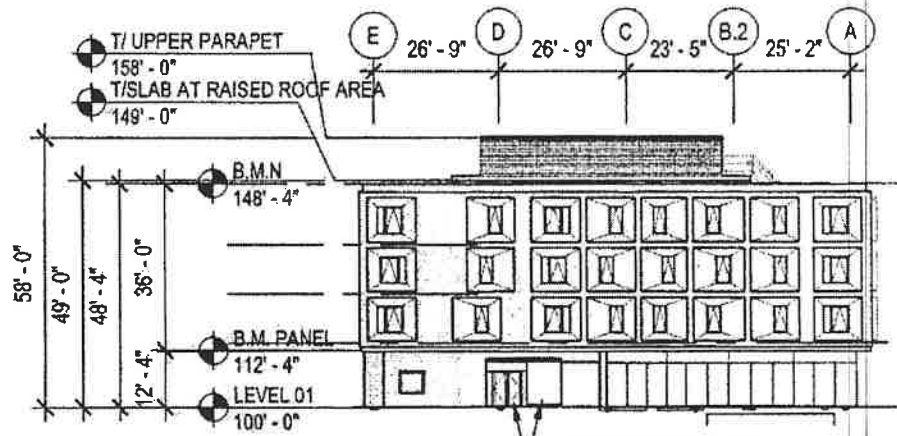 E D C B.2 A
26' - 9" 26' - 9" 23' - 5" 25' - 2"
T/ UPPER PARAPET
158' - 0"
T/SLAB AT RAISED ROOF AREA
149' - 0"
B.M.N
148' - 4"
58' - 0"
49' - 0"
48' - 4"
36' - 0"
B.M. PANEL
112' - 4"
12' - 4"
LEVEL 01
100' - 0"